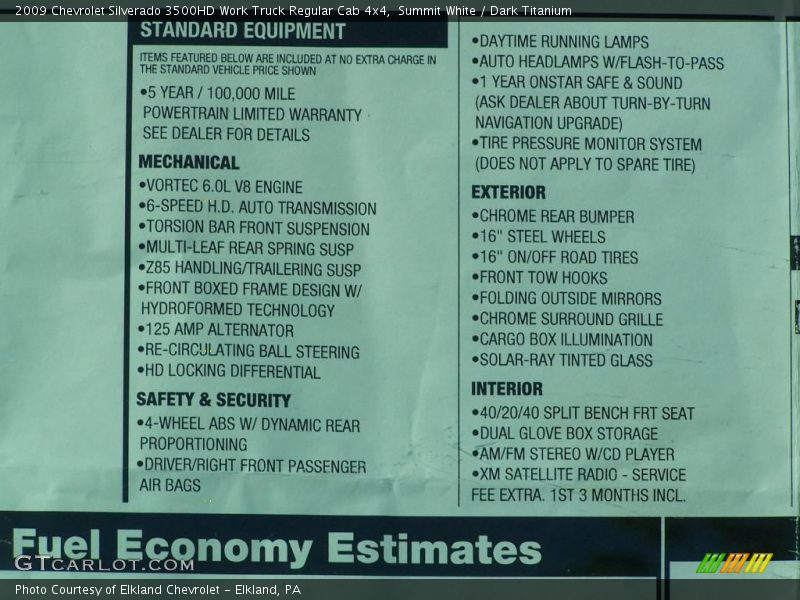 2009 Chevrolet Silverado 3500HD Work Truck Regular Cab 4x4, Summit White / Dark Titanium
STANDARD EQUIPMENT
ITEMS FEATURED BELOW ARE INCLUDED AT NO EXTRA CHARGE IN
THE STANDARD VEHICLE PRICE SHOWN
•5 YEAR / 100,000 MILE
POWERTRAIN LIMITED WARRANTY
SEE DEALER FOR DETAILS
MECHANICAL
•VORTEC 6.0L V8 ENGINE
•6-SPEED H.D. AUTO TRANSMISSION
•TORSION BAR FRONT SUSPENSION
•MULTI-LEAF REAR SPRING SUSP
•Z85 HANDLING/TRAILERING SUSP
•FRONT BOXED FRAME DESIGN W/
HYDROFORMED TECHNOLOGY
•125 AMP ALTERNATOR
•RE-CIRCULATING BALL STEERING
•HD LOCKING DIFFERENTIAL
SAFETY & SECURITY
•4-WHEEL ABS W/ DYNAMIC REAR
PROPORTIONING
•DRIVER/RIGHT FRONT PASSENGER
AIR BAGS
•DAYTIME RUNNING LAMPS
•AUTO HEADLAMPS W/FLASH-TO-PASS
•1 YEAR ONSTAR SAFE & SOUND
(ASK DEALER ABOUT TURN-BY-TURN
NAVIGATION UPGRADE)
•TIRE PRESSURE MONITOR SYSTEM
(DOES NOT APPLY TO SPARE TIRE)
EXTERIOR
•CHROME REAR BUMPER
•16" STEEL WHEELS
•16" ON/OFF ROAD TIRES
•FRONT TOW HOOKS
•FOLDING OUTSIDE MIRRORS
•CHROME SURROUND GRILLE
•CARGO BOX ILLUMINATION
•SOLAR-RAY TINTED GLASS
INTERIOR
•40/20/40 SPLIT BENCH FRT SEAT
•DUAL GLOVE BOX STORAGE
•AM/FM STEREO W/CD PLAYER
•XM SATELLITE RADIO - SERVICE
FEE EXTRA. 1ST 3 MONTHS INCL.
Fuel Economy Estimates
GTCARLOT.COM
Photo Courtesy of Elkland Chevrolet - Elkland, PA